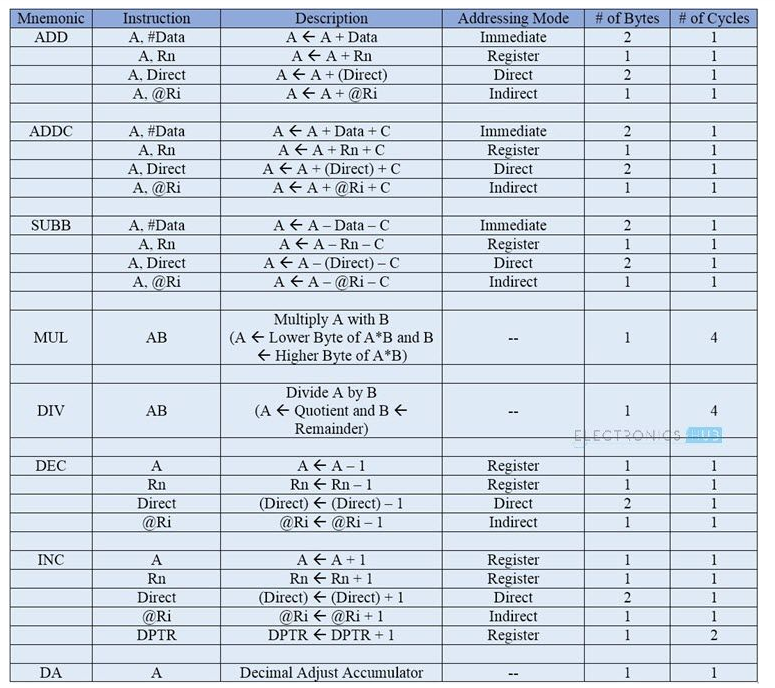 Mnemonic Instruction Description Addressing Mode # of Bytes # of Cycles
ADD A, #Data A ← A + Data Immediate 2 1
A, Rn A ← A + Rn Register 1 1
A, Direct A ← A + (Direct) Direct 2 1
A, @Ri A ← A + @Ri Indirect 1 1
ADDC A, #Data A ← A + Data + C Immediate 2 1
A, Rn A ← A + Rn + C Register 1 1
A, Direct A ← A + (Direct) + C Direct 2 1
A, @Ri A ← A + @Ri + C Indirect 1 1
SUBB A, #Data A ← A – Data – C Immediate 2 1
A, Rn A ← A – Rn – C Register 1 1
A, Direct A ← A – (Direct) – C Direct 2 1
A, @Ri A ← A – @Ri – C Indirect 1 1
Multiply A with B
MUL AB (A ← Lower Byte of A*B and B -- 1 4
← Higher Byte of A*B)
Divide A by B
DIV AB (A ← Quotient and B ← -- 1 4
Remainder)
ELECTRONICS HUB
DEC A A ← A – 1 Register 1 1
Rn Rn ← Rn – 1 Register 1 1
Direct (Direct) ← (Direct) – 1 Direct 2 1
@Ri @Ri ← @Ri – 1 Indirect 1 1
INC A A ← A + 1 Register 1 1
Rn Rn ← Rn + 1 Register 1 1
Direct (Direct) ← (Direct) + 1 Direct 2 1
@Ri @Ri ← @Ri + 1 Indirect 1 1
DPTR DPTR ← DPTR + 1 Register 1 2
DA A Decimal Adjust Accumulator -- 1 1